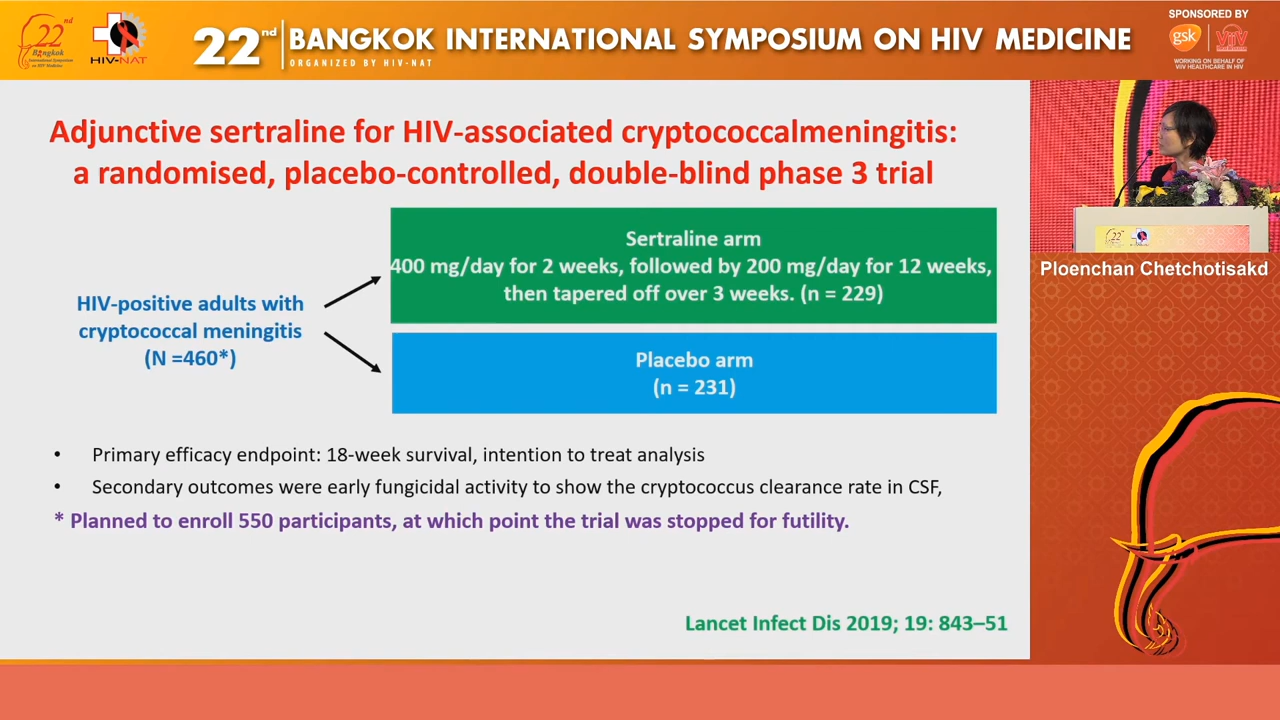 22nd
Bangkok
International Symposium
on HIV Medicine
HIV-NAT
22nd BANGKOK INTERNATIONAL SYMPOSIUM ON HIV MEDICINE
ORGANIZED BY HIV-NAT
SPONSORED BY
gsk
ViiV
WORKING ON BEHALF OF
VIIV HEALTHCARE IN HIV
Adjunctive sertraline for HIV-associated cryptococcalmeningitis:
a randomised, placebo-controlled, double-blind phase 3 trial
Sertraline arm
400 mg/day for 2 weeks, followed by 200 mg/day for 12 weeks,
then tapered off over 3 weeks. (n = 229)
HIV-positive adults with
cryptococcal meningitis
(N =460*)
Placebo arm
(n = 231)
Ploenchan Chetchotisakd
• Primary efficacy endpoint: 18-week survival, intention to treat analysis
• Secondary outcomes were early fungicidal activity to show the cryptococcus clearance rate in CSF,
* Planned to enroll 550 participants, at which point the trial was stopped for futility.
Lancet Infect Dis 2019; 19: 843–51